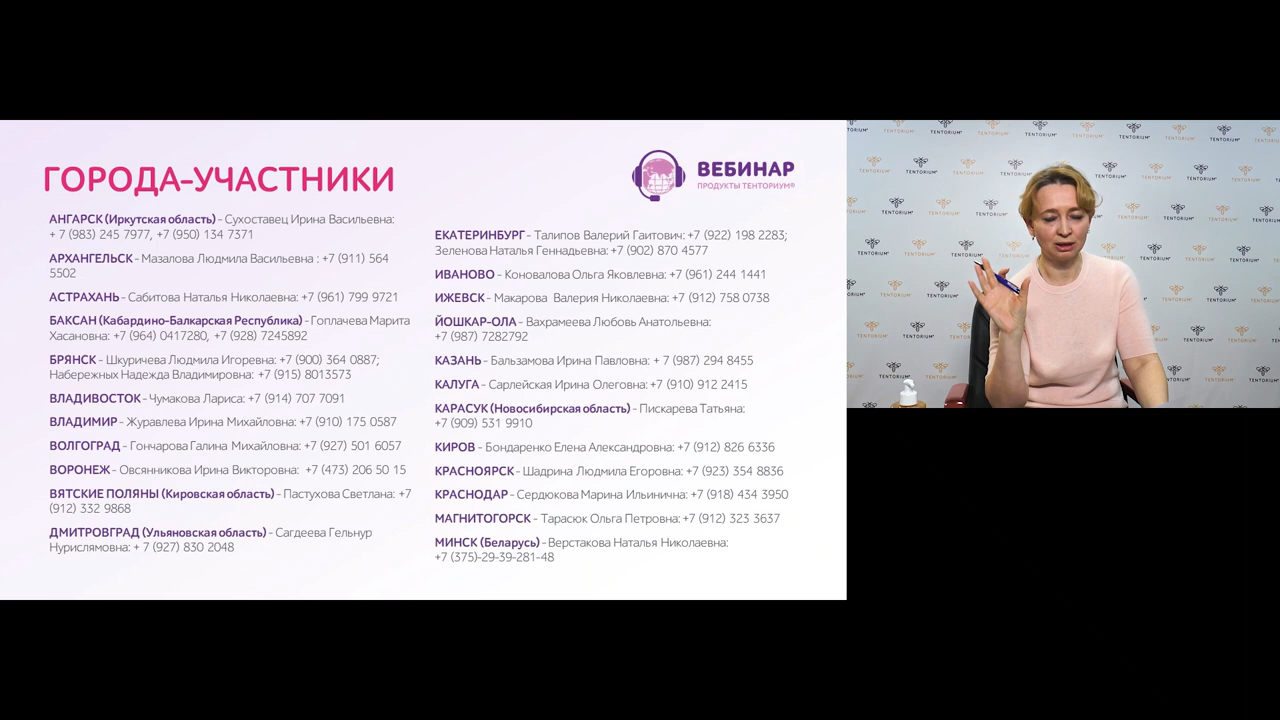 ГОРОДА-УЧАСТНИКИ
ВЕБИНАР
ПРОДУКТЫ ТЕНТОРИУМ®
АНГАРСК (Иркутская область) - Сухоставец Ирина Васильевна:
+ 7 (983) 245 7977, +7 (950) 134 7371
АРХАНГЕЛЬСК - Мазалова Людмила Васильевна : +7 (911) 564
5502
АСТРАХАНЬ - Сабитова Наталья Николаевна: +7 (961) 799 9721
БАКСАН (Кабардино-Балкарская Республика) - Гоплачева Марита
Хасановна: +7 (964) 0417280, +7 (928) 7245892
БРЯНСК - Шкуричева Людмила Игоревна: +7 (900) 364 0887;
Набережных Надежда Владимировна: +7 (915) 8013573
ВЛАДИВОСТОК - Чумакова Лариса: +7 (914) 707 7091
ВЛАДИМИР - Журавлева Ирина Михайловна: +7 (910) 175 0587
ВОЛГОГРАД - Гончарова Галина Михайловна: +7 (927) 501 6057
ВОРОНЕЖ - Овсянникова Ирина Викторовна: +7 (473) 206 50 15
ВЯТСКИЕ ПОЛЯНЫ (Кировская область) - Пастухова Светлана: +7
(912) 332 9868
ДМИТРОВГРАД (Ульяновская область) - Сагдеева Гельнур
Нурислямовна: + 7 (927) 830 2048
ЕКАТЕРИНБУРГ - Талипов Валерий Гаитович: +7 (922) 198 2283;
Зеленова Наталья Геннадьевна: +7 (902) 870 4577
ИВАНОВО - Коновалова Ольга Яковлевна: +7 (961) 244 1441
ИЖЕВСК - Макарова Валерия Николаевна: +7 (912) 758 0738
ЙОШКАР-ОЛА - Вахрамеева Любовь Анатольевна:
+7 (987) 7282792
КАЗАНЬ - Бальзамова Ирина Павловна: + 7 (987) 294 8455
КАЛУГА - Сарлейская Ирина Олеговна: +7 (910) 912 2415
КАРАСУК (Новосибирская область) - Пискарева Татьяна:
+7 (909) 531 9910
КИРОВ - Бондаренко Елена Александровна: +7 (912) 826 6336
КРАСНОЯРСК - Шадрина Людмила Егоровна: +7 (923) 354 8836
КРАСНОДАР - Сердюкова Марина Ильинична: +7 (918) 434 3950
МАГНИТОГОРСК - Тарасюк Ольга Петровна: +7 (912) 323 3637
МИНСК (Беларусь) - Верстакова Наталья Николаевна:
+7 (375)-29-39-281-48
TENTORIUM®